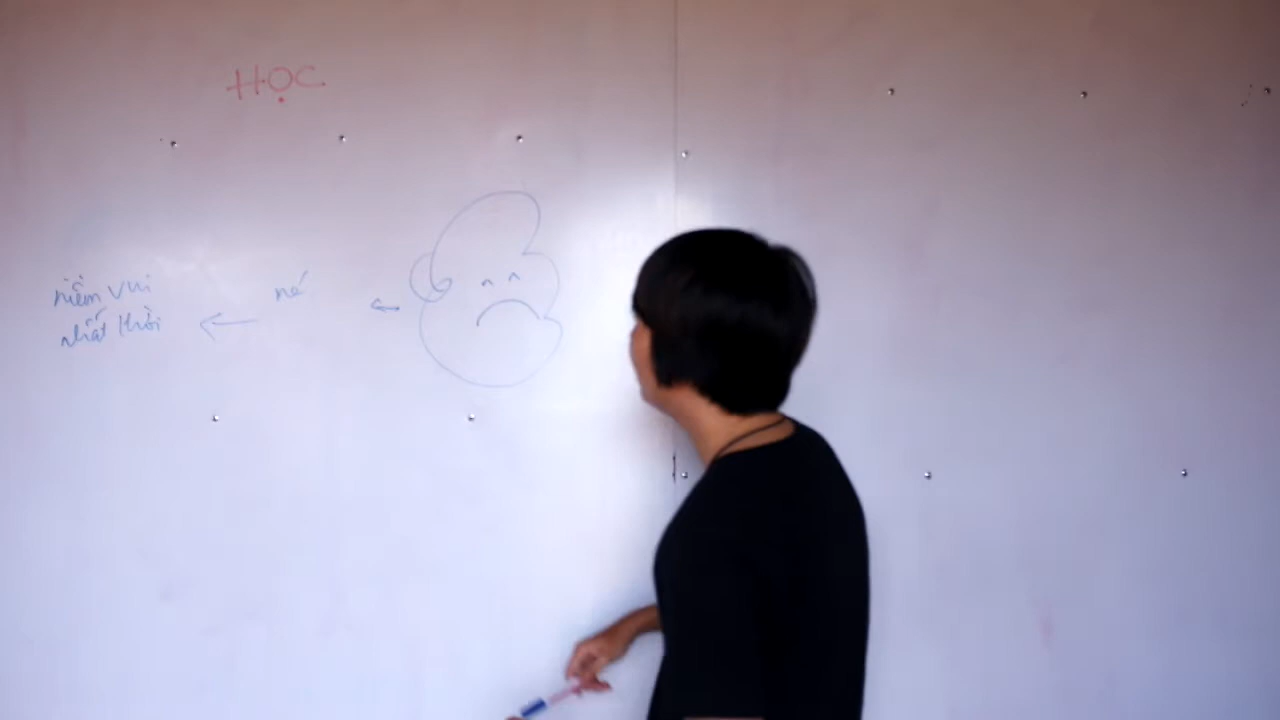 HỌC
niềm vui
nhất thời
né